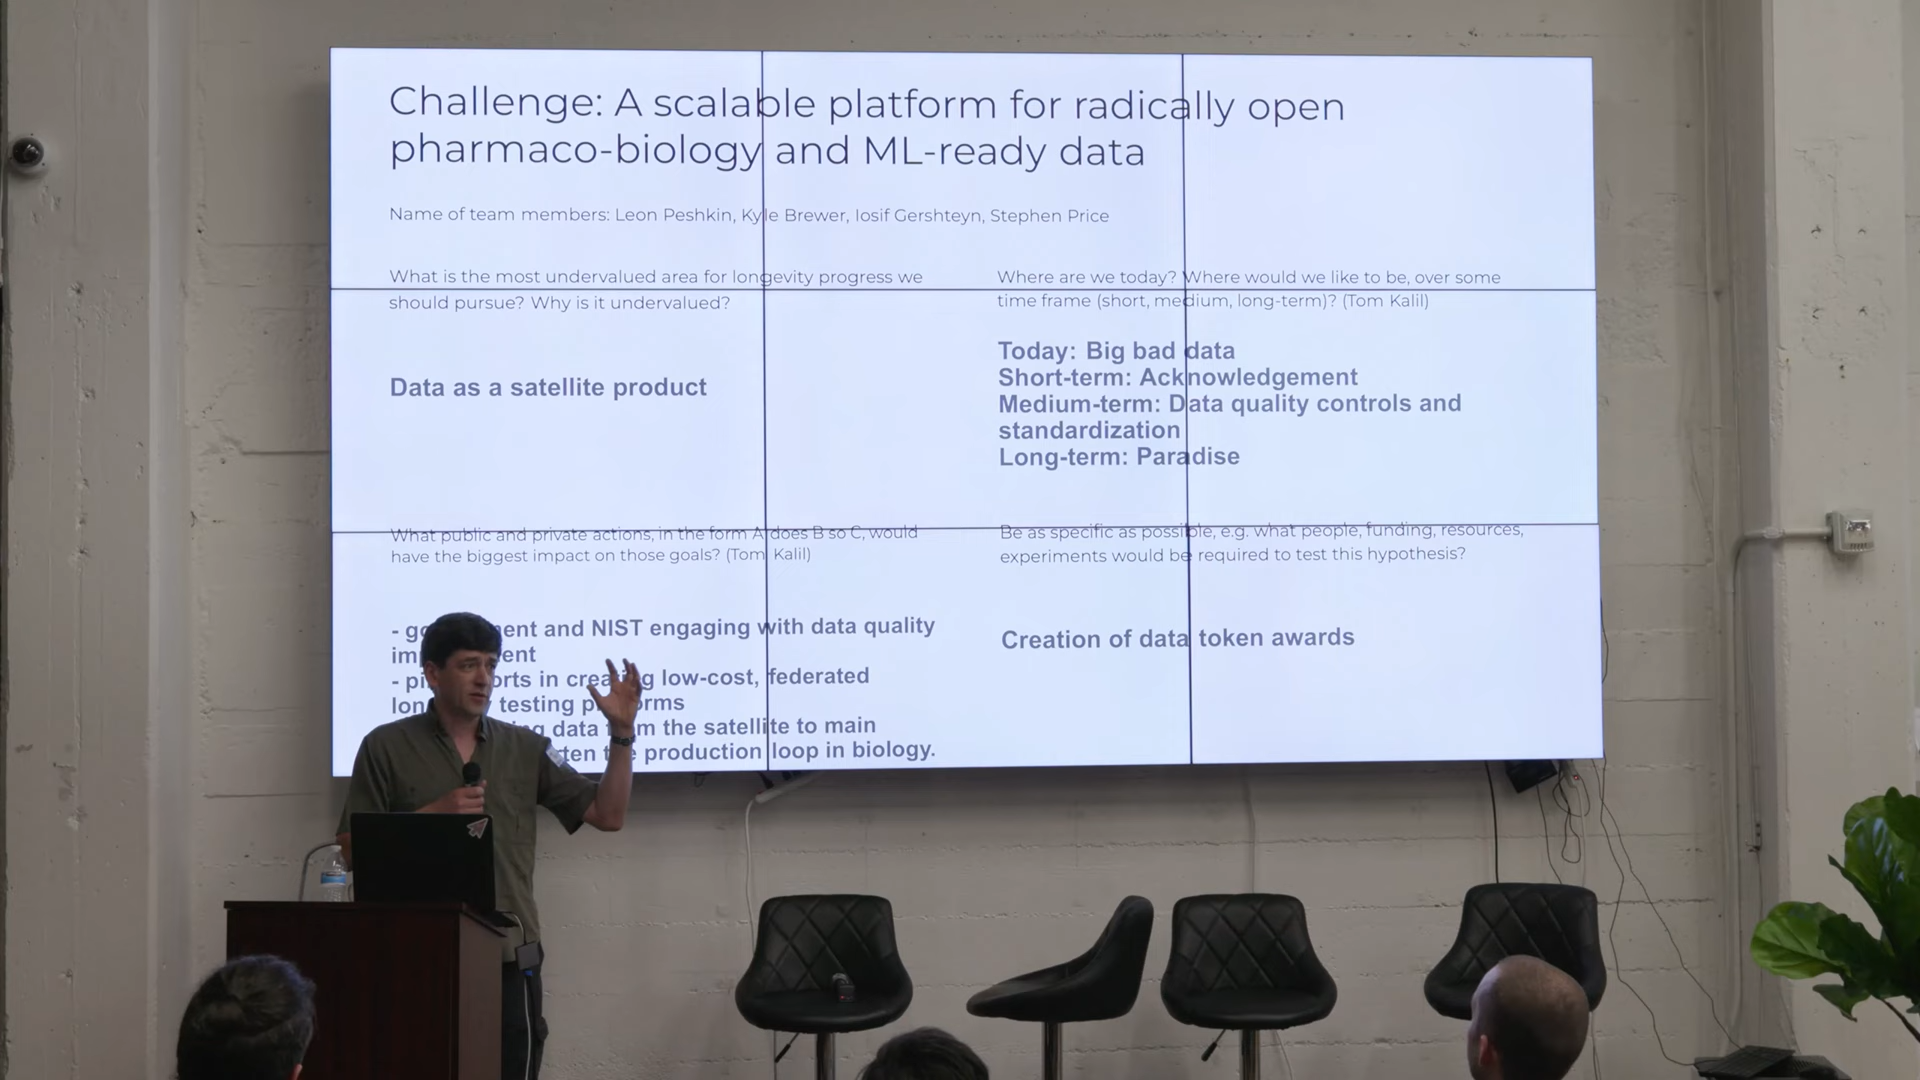 Challenge: A scalable platform for radically open
pharmaco-biology and ML-ready data
Name of team members: Leon Peshkin, Kyle Brewer, Iosif Gershteyn, Stephen Price
What is the most undervalued area for longevity progress we
should pursue? Why is it undervalued?
Data as a satellite product
Where are we today? Where would we like to be, over some
time frame (short, medium, long-term)? (Tom Kalil)
Today: Big bad data
Short-term: Acknowledgement
Medium-term: Data quality controls and
standardization
Long-term: Paradise
What public and private actions, in the form A does B so C, would
have the biggest impact on those goals? (Tom Kalil)
- and NIST engaging with data quality
- in creating low-cost, federated
testing platforms
data from the satellite to main
the production loop in biology.
Be as specific as possible, e.g. what people, funding, resources,
experiments would be required to test this hypothesis?
Creation of data token awards